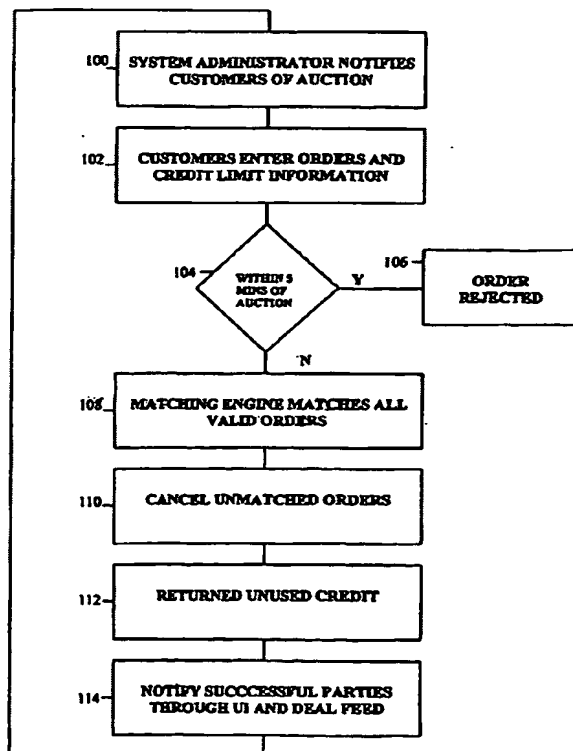 100
SYSTEM ADMINISTRATOR NOTIFIES
CUSTOMERS OF AUCTION
102
CUSTOMERS ENTER ORDERS AND
CREDIT LIMIT INFORMATION
104
WITHIN 5
MINS OF
AUCTION
Y
106
ORDER
REJECTED
N
108
MATCHING ENGINE MATCHES ALL
VALID ORDERS
110
CANCEL UNMATCHED ORDERS
112
RETURNED UNUSED CREDIT
114
NOTIFY SUCCCESSFUL PARTIES
THROUGH UI AND DEAL FEED